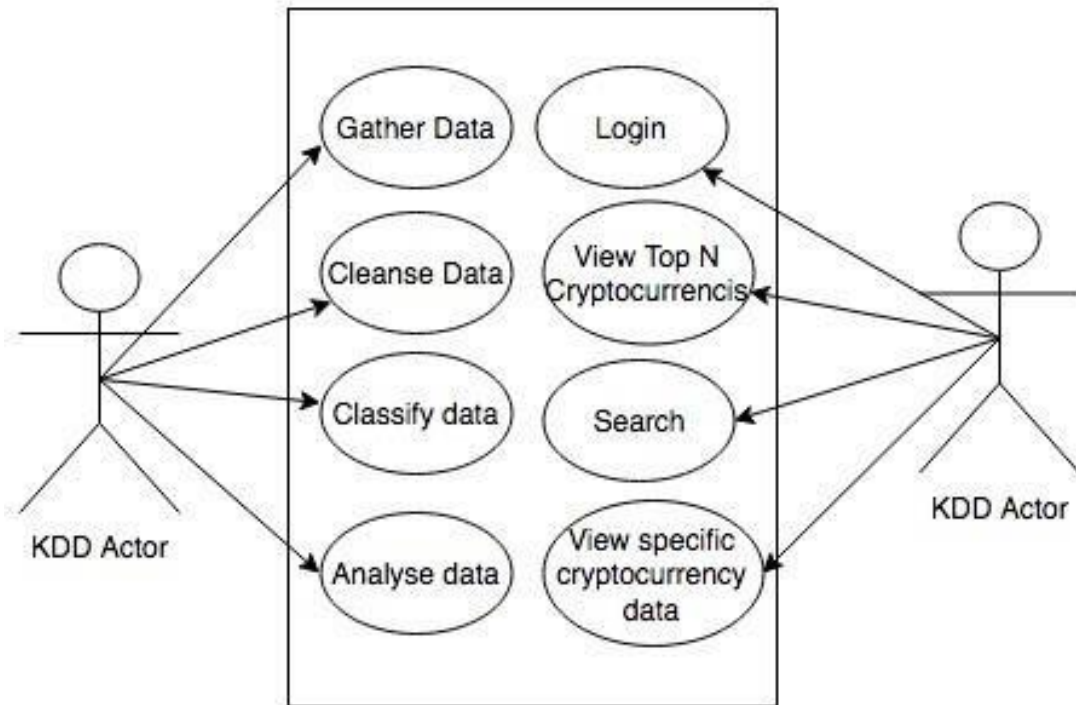 Gather Data
Login
Cleanse Data
View Top N
Cryptocurrencis
Classify data
Search
KDD Actor
KDD Actor
Analyse data
View specific
cryptocurrency
data